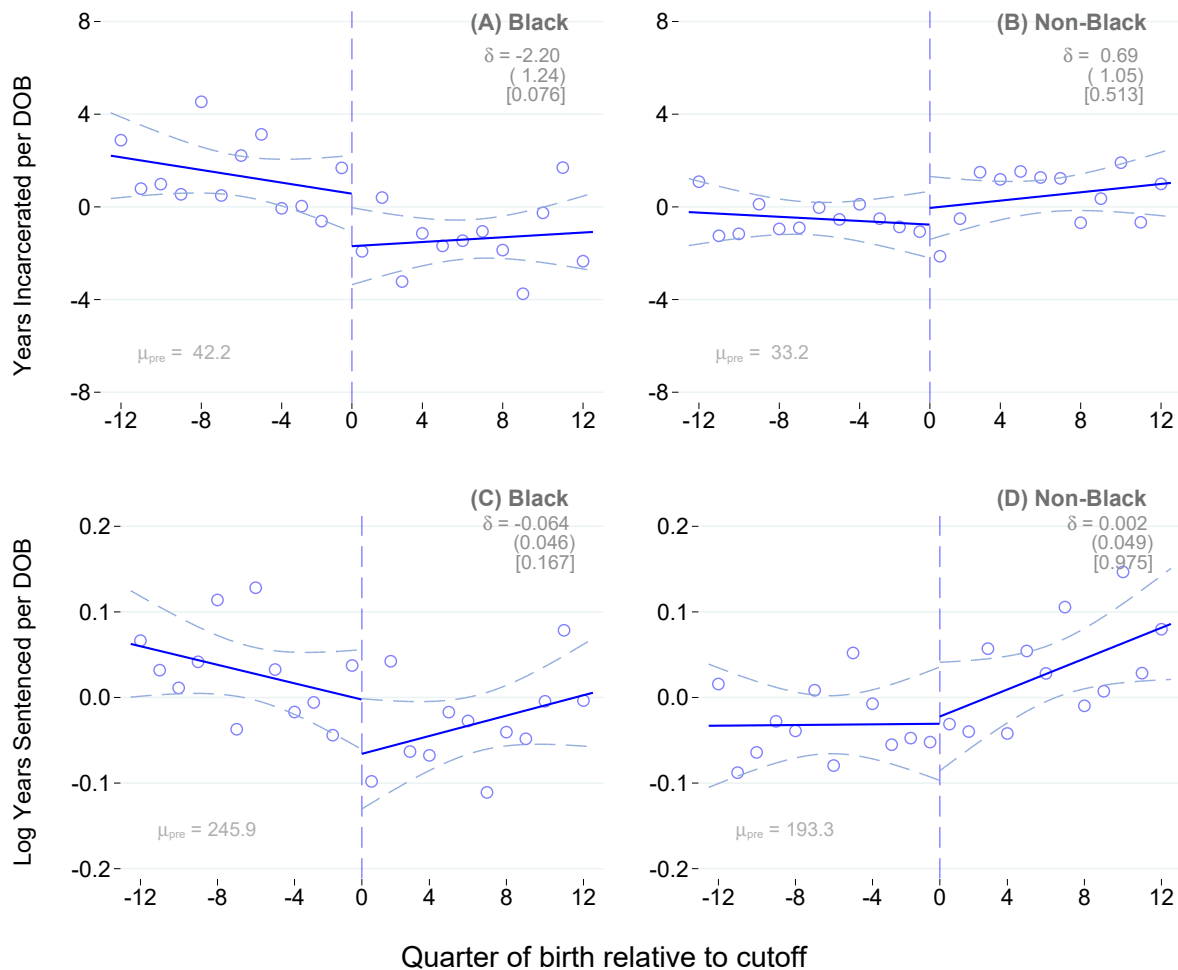 (A) Black
δ = -2.20
( 1.24)
[0.076]
8
4
0
-4
-8
Years Incarcerated per DOB
μpre = 42.2
-12 -8 -4 0 4 8 12
(B) Non-Black
δ = 0.69
( 1.05)
[0.513]
8
4
0
-4
-8
μpre = 33.2
-12 -8 -4 0 4 8 12
(C) Black
δ = -0.064
(0.046)
[0.167]
0.2
0.1
0.0
-0.1
-0.2
Log Years Sentenced per DOB
μpre = 245.9
-12 -8 -4 0 4 8 12
(D) Non-Black
δ = 0.002
(0.049)
[0.975]
0.2
0.1
0.0
-0.1
-0.2
μpre = 193.3
-12 -8 -4 0 4 8 12
Quarter of birth relative to cutoff